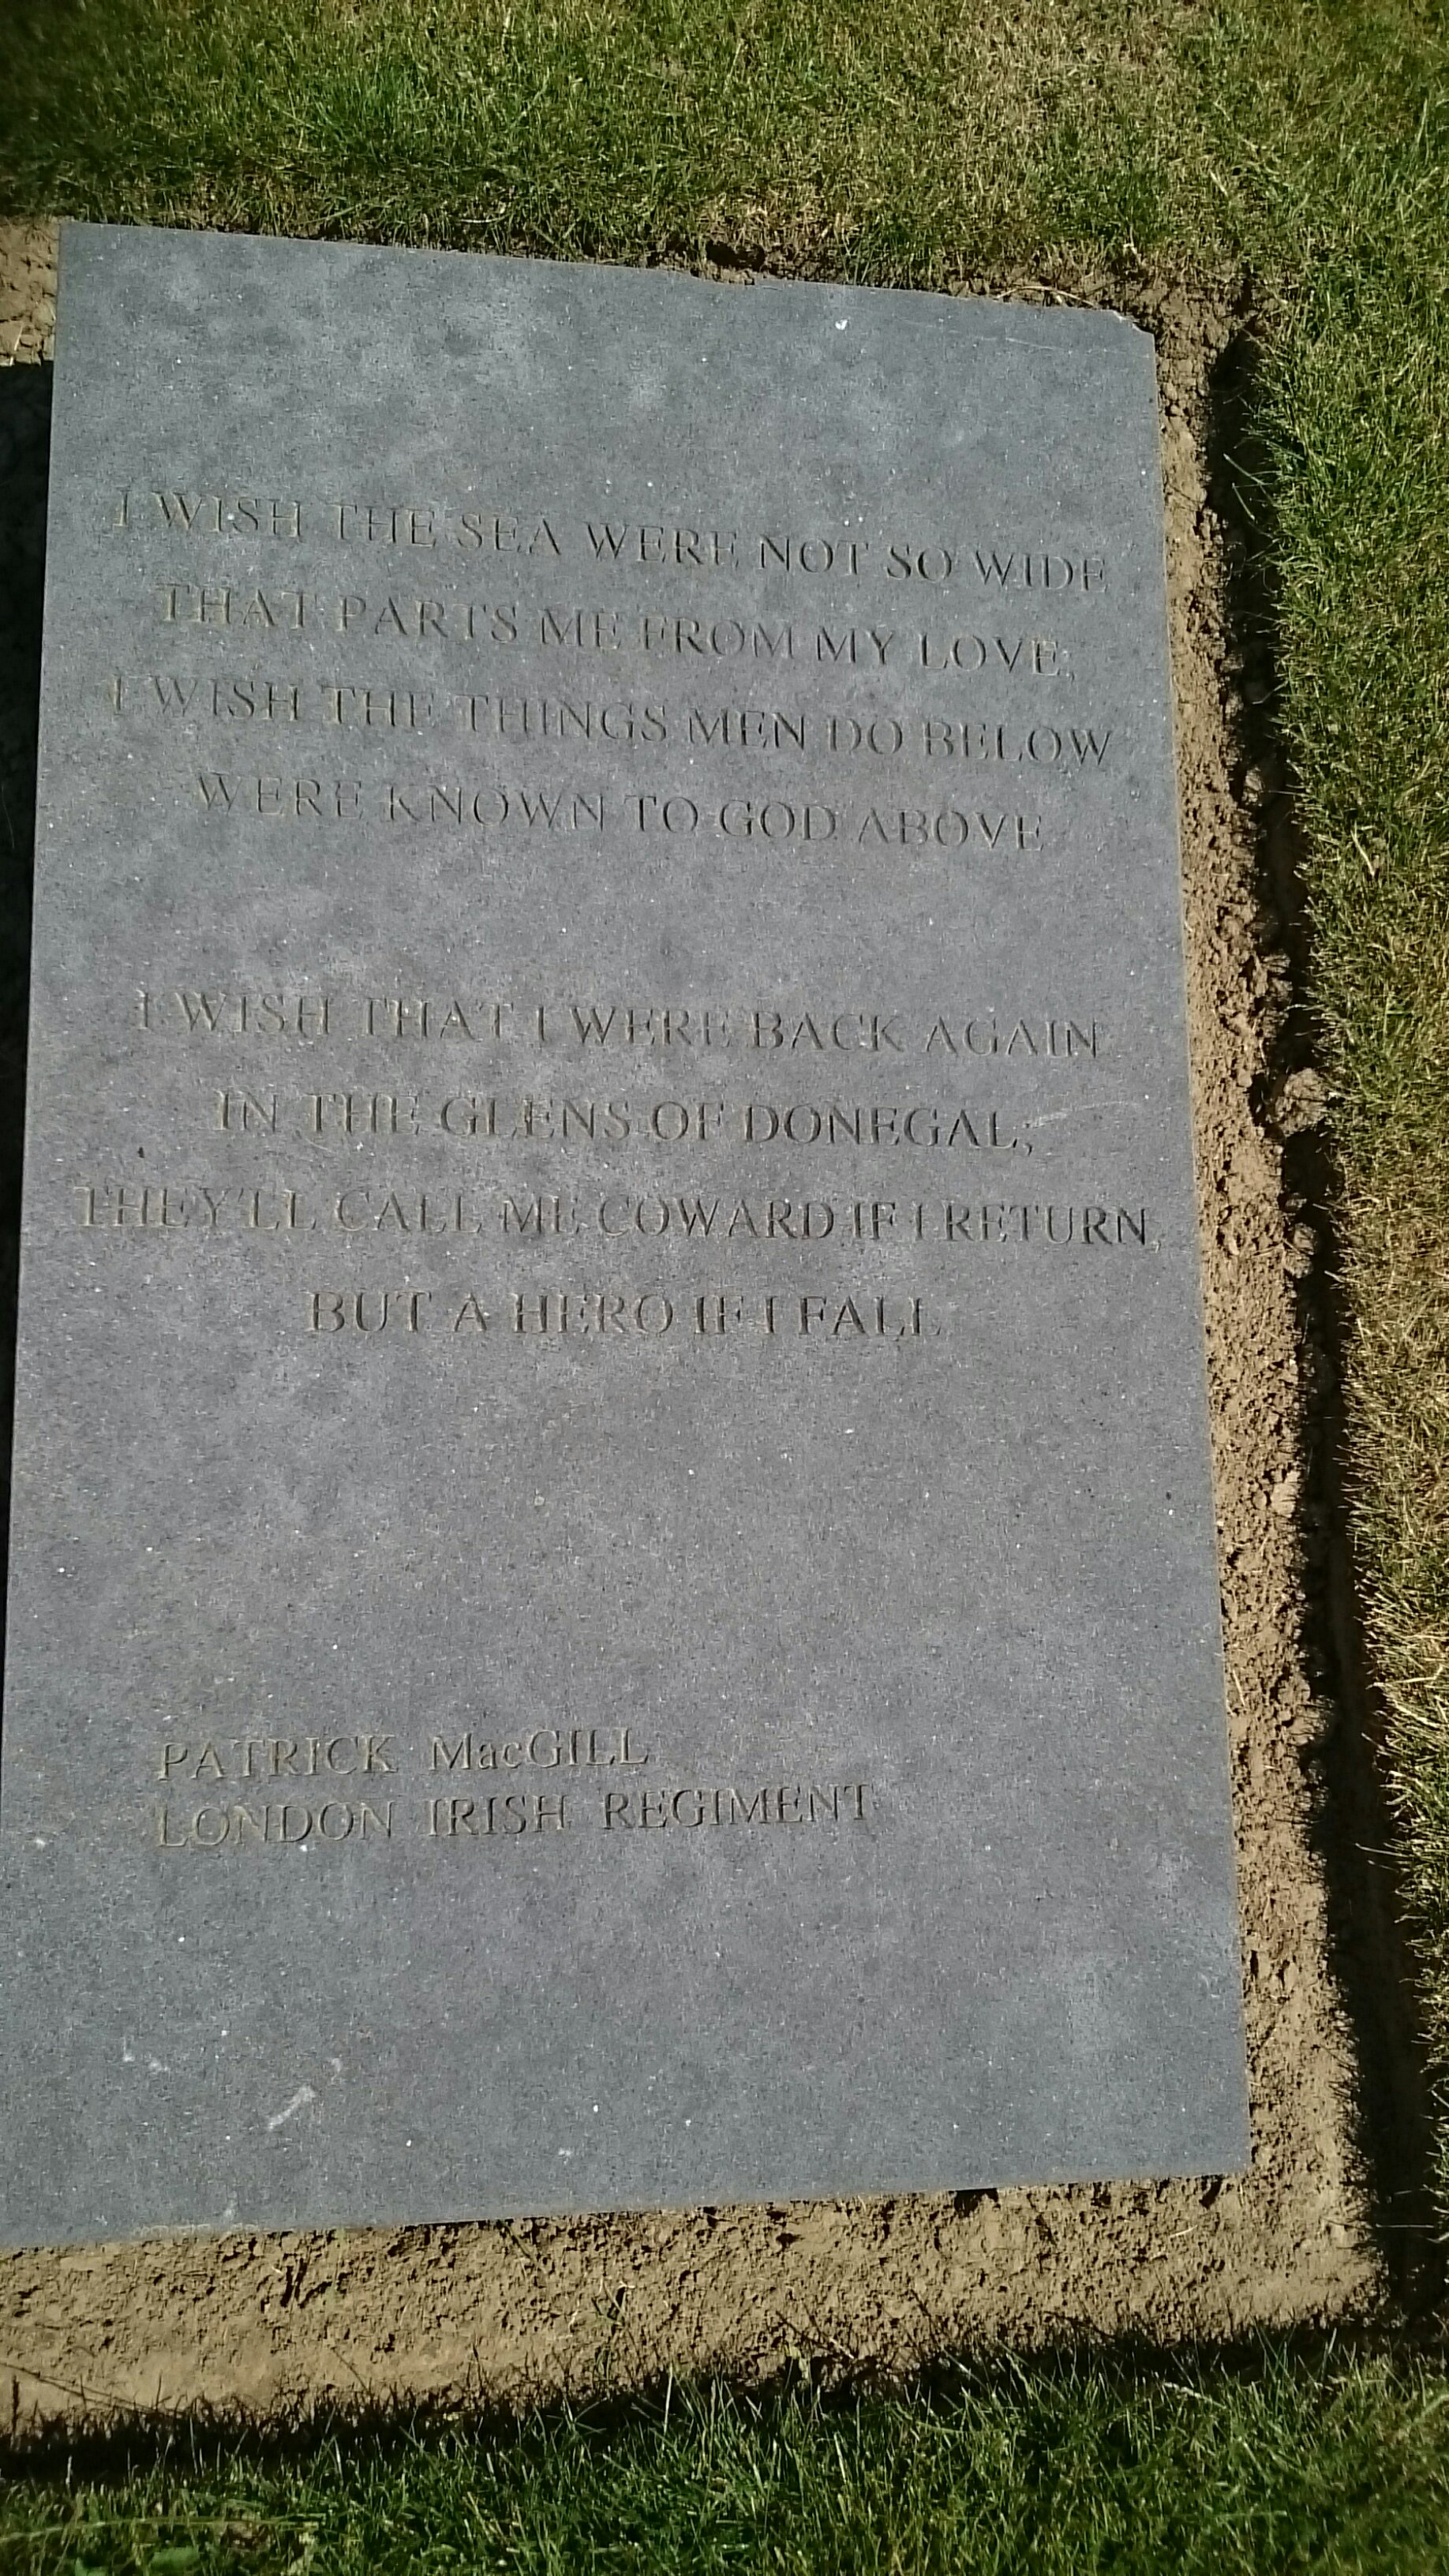 I WISH THE SEA WERE NOT SO WIDE
THAT PARTS ME FROM MY LOVE;
I WISH THE THINGS MEN DO BELOW
WERE KNOWN TO GOD ABOVE
I WISH THAT I WERE BACK AGAIN
IN THE GLENS OF DONEGAL;
THEY'LL CALL ME COWARD IF I RETURN,
BUT A HERO IF I FALL
PATRICK MacGILL
LONDON IRISH REGIMENT